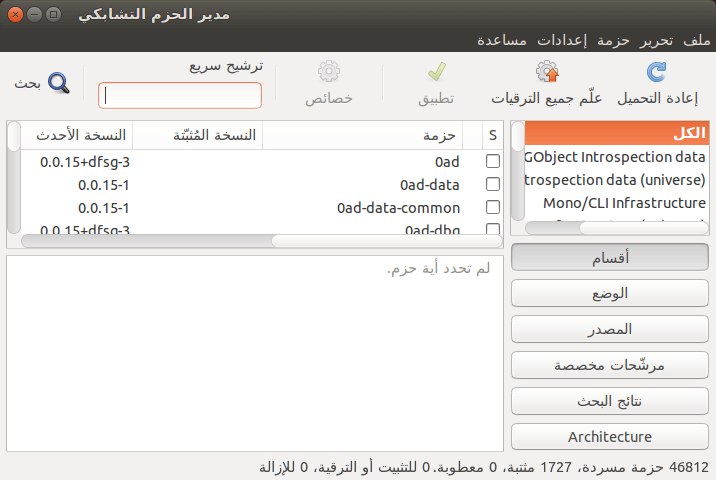 مدير الحزم التشابكي
ملف تحرير حزمة إعدادات مساعدة
إعادة التحميل
علّم جميع الترقيات
تطبيق
خصائص
ترشيح سريع
بحث
الكل
GObject Introspection data
trospection data (universe)
Mono/CLI Infrastructure
S حزمة النسخة المُثبّتة النسخة الأحدث
0ad 0.0.15+dfsg-3
0ad-data 0.0.15-1
0ad-data-common 0.0.15-1
0ad-dbg 0.0.15+dfsg-3
لم تحدد أية حزم.
أقسام
الوضع
المصدر
مرشّحات مخصصة
نتائج البحث
Architecture
46812 حزمة مسردة، 1727 مثتبة، 0 معطوبة. 0 للتثبيت أو الترقية، 0 للإزالة